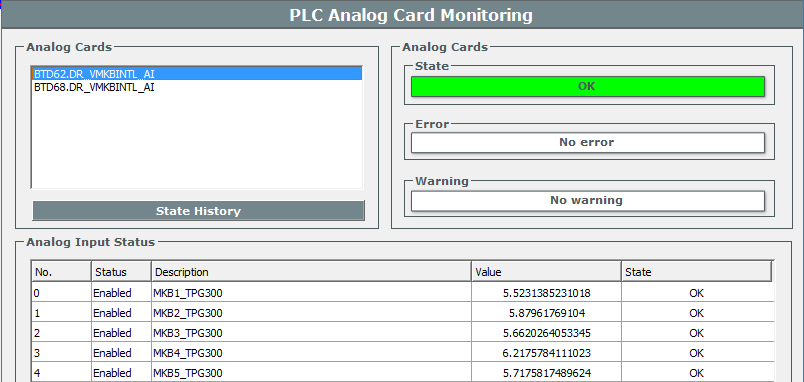 PLC Analog Card Monitoring
Analog Cards
BTD62.DR_VMKBINTL_AI
BTD68.DR_VMKBINTL_AI
State History
Analog Cards
State
OK
Error
No error
Warning
No warning
Analog Input Status
No. Status Description Value State
0 Enabled MKB1_TPG300 5.5231385231018 OK
1 Enabled MKB2_TPG300 5.87961769104 OK
2 Enabled MKB3_TPG300 5.6620264053345 OK
3 Enabled MKB4_TPG300 6.2175784111023 OK
4 Enabled MKB5_TPG300 5.7175817489624 OK